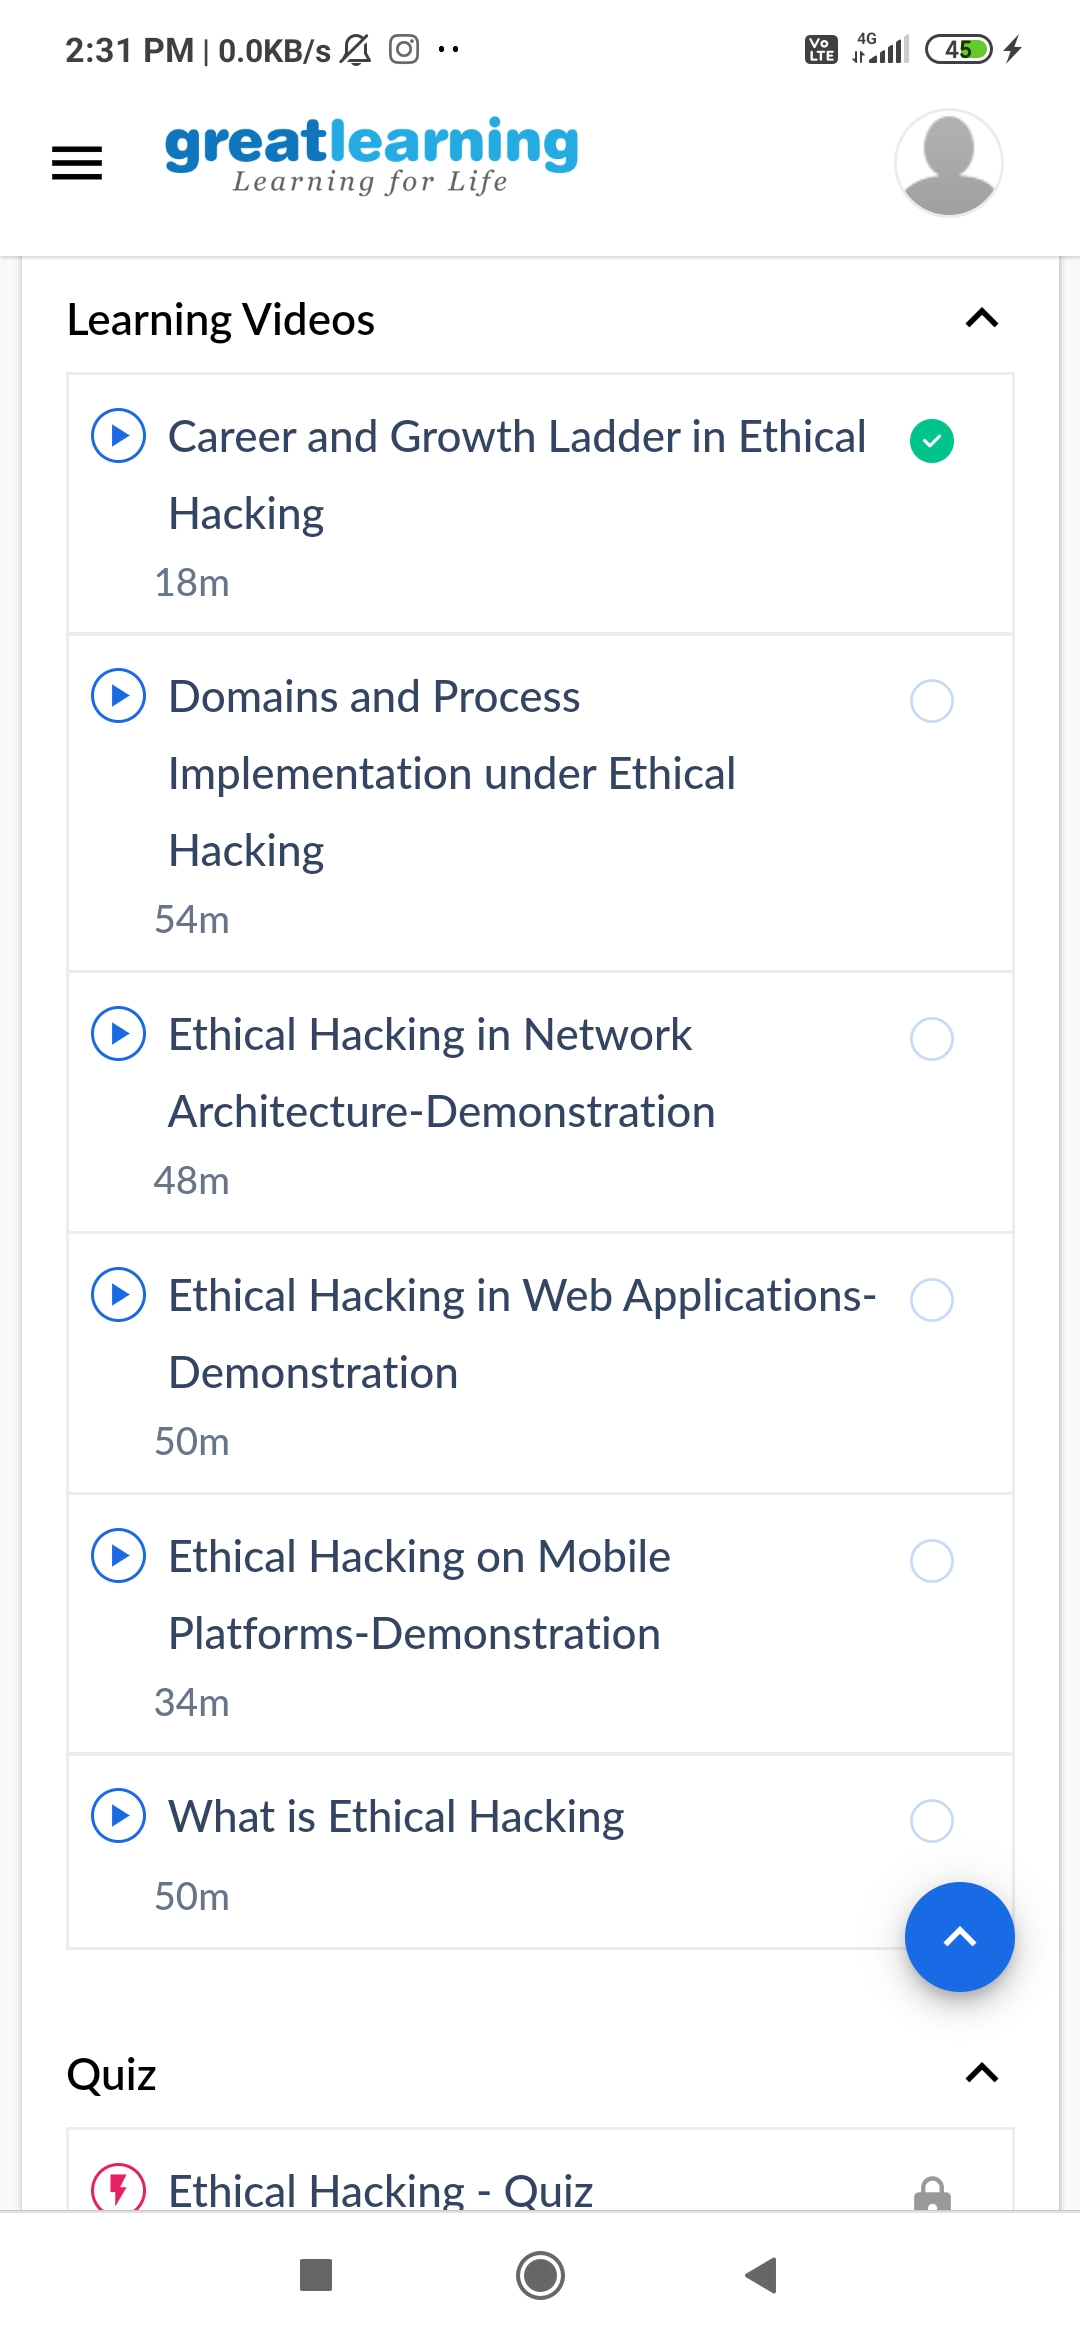 2:31 PM | 0.0KB/s
Vo LTE 4G 45
greatlearning
Learning for Life
Learning Videos
Career and Growth Ladder in Ethical
Hacking
18m
Domains and Process
Implementation under Ethical
Hacking
54m
Ethical Hacking in Network
Architecture-Demonstration
48m
Ethical Hacking in Web Applications-
Demonstration
50m
Ethical Hacking on Mobile
Platforms-Demonstration
34m
What is Ethical Hacking
50m
Quiz
Ethical Hacking - Quiz